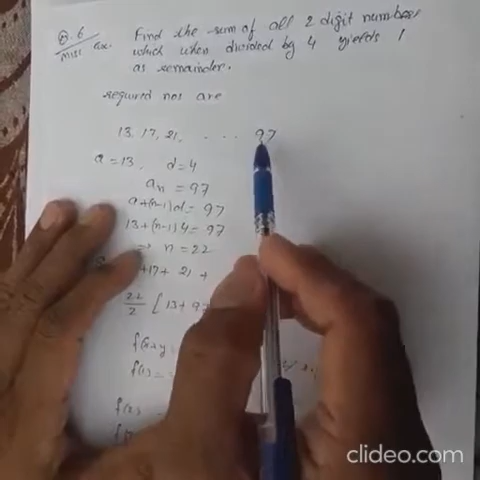 Q.6 Find the sum of all 2 digit numbers
Misc Ex. which when divided by 4 yields 1
as remainder.
required nos are
13, 17, 21, . . . . 97
a = 13, d = 4
an = 97
a+(n-1)d = 97
13+(n-1)4 = 97
⇒ n = 22
+17+ 21 +
22/2 [ 13 + 9
f(x+y
f(1) =
f(x)
clideo.com